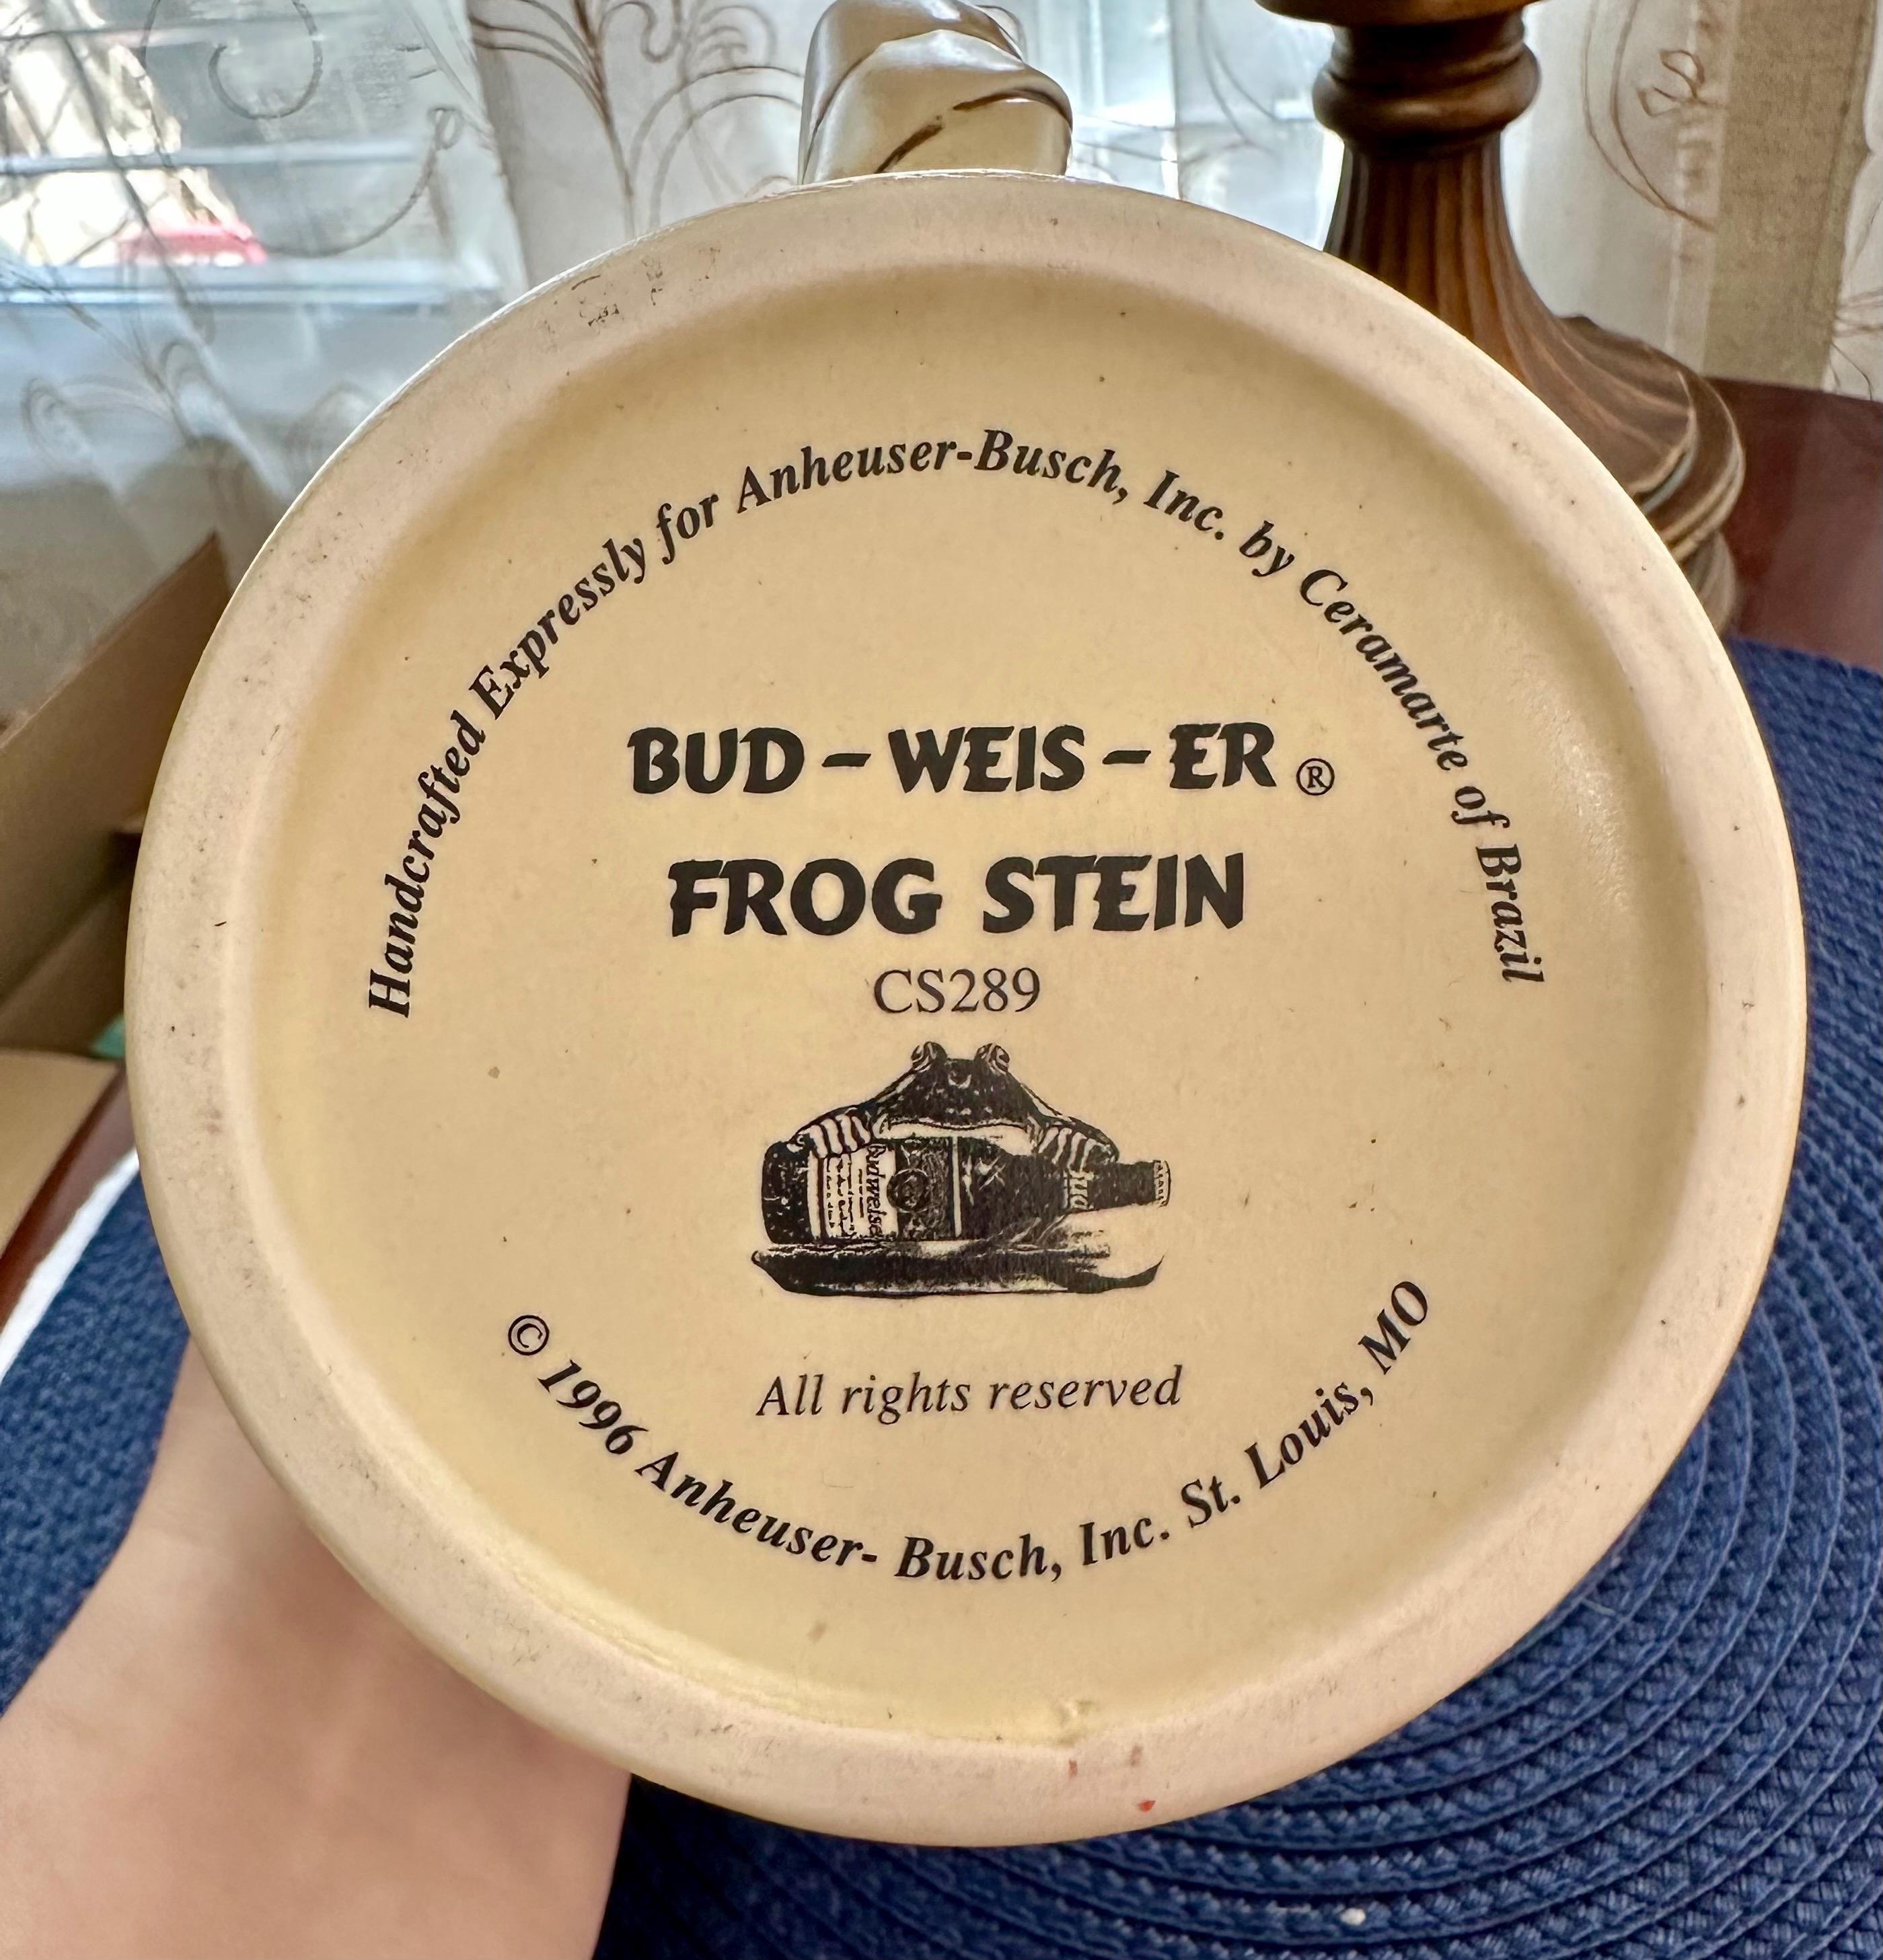 Handcrafted Expressly for Anheuser-Busch, Inc. by Ceramarte of Brazil
BUD – WEIS – ER ®
FROG STEIN
CS289
Budweiser
All rights reserved
© 1996 Anheuser- Busch, Inc. St. Louis, MO